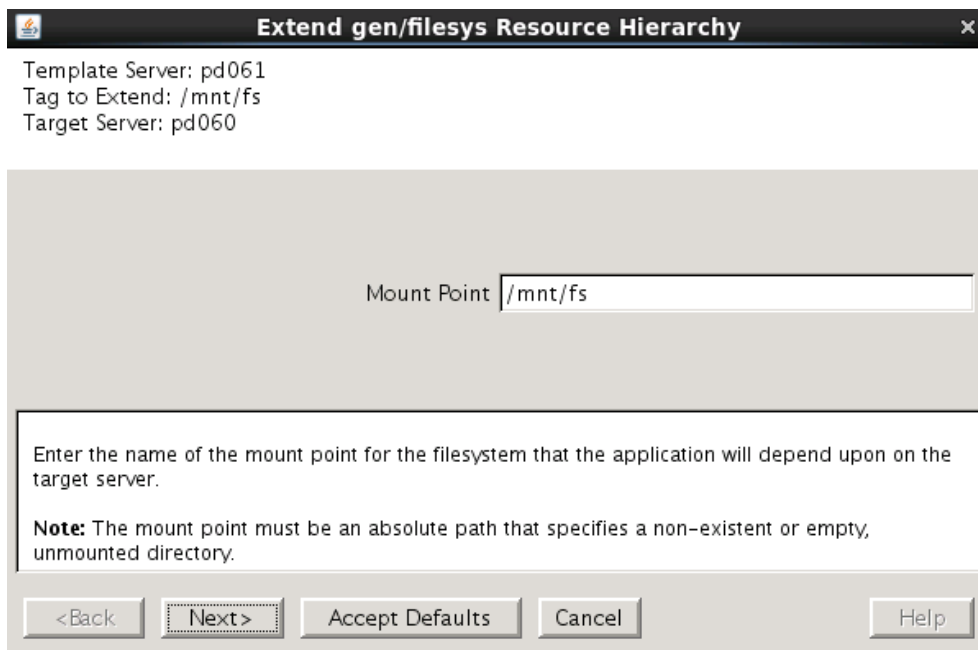 Extend gen/filesys Resource Hierarchy
Template Server: pd061
Tag to Extend: /mnt/fs
Target Server: pd060
Mount Point /mnt/fs
Enter the name of the mount point for the filesystem that the application will depend upon on the
target server.
Note: The mount point must be an absolute path that specifies a non-existent or empty,
unmounted directory.
<Back Next> Accept Defaults Cancel Help